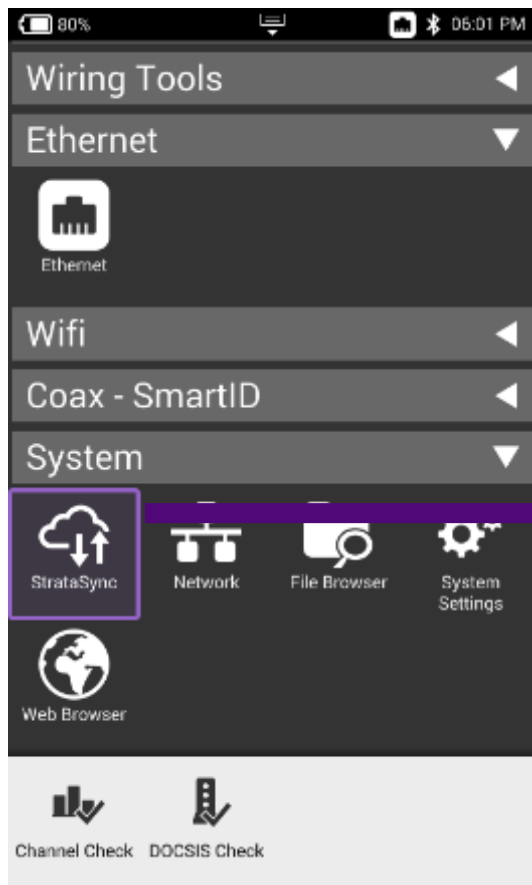 80% 06:01 PM
Wiring Tools
Ethernet
Ethernet
Wifi
Coax - SmartID
System
StrataSync Network File Browser System
Settings
Web Browser
Channel Check DOCSIS Check